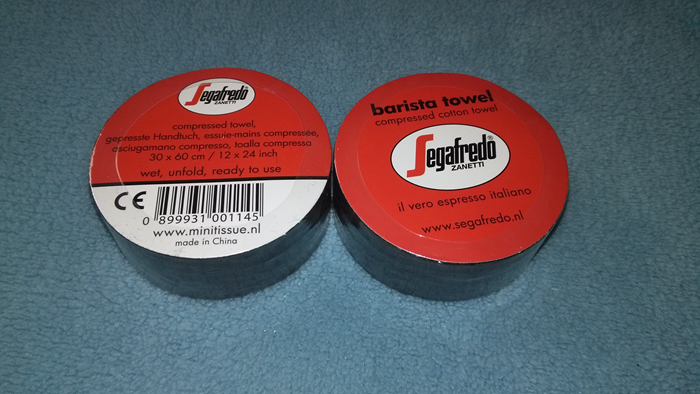 Segafredo®
ZANETTI
compressed towel,
gepresste Handtuch, essuie-mains compressée,
asciugamano compresso, toalla compressa
30 x 60 cm / 12 x 24 inch
wet, unfold, ready to use
CE
0 899931 001145
www.minitissue.nl
made in China
barista towel
compressed cotton towel
Segafredo®
ZANETTI
il vero espresso italiano
www.segafredo.nl